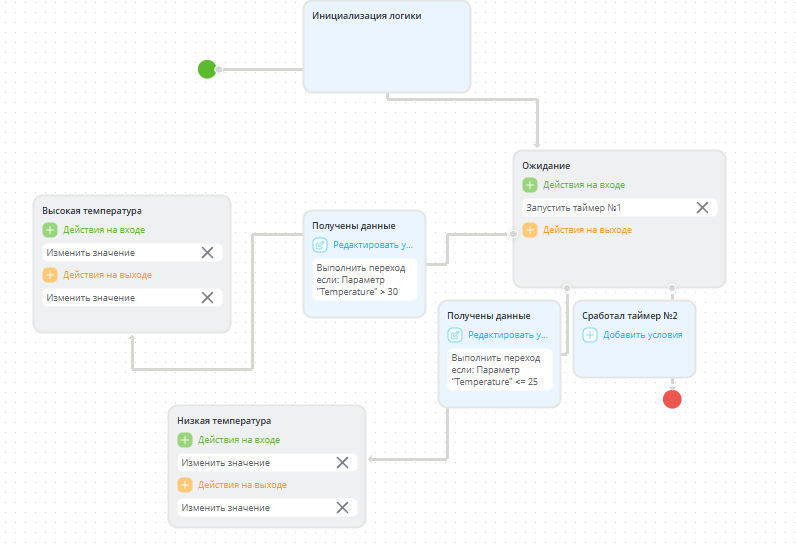 Инициализация логики
Ожидание
Действия на входе
Запустить таймер №1
Действия на выходе
Высокая температура
Действия на входе
Изменить значение
Действия на выходе
Изменить значение
Получены данные
Редактировать у...
Выполнить переход
если: Параметр
"Temperature" > 30
Получены данные
Редактировать у...
Выполнить переход
если: Параметр
"Temperature" <= 25
Сработал таймер №2
Добавить условия
Низкая температура
Действия на входе
Изменить значение
Действия на выходе
Изменить значение